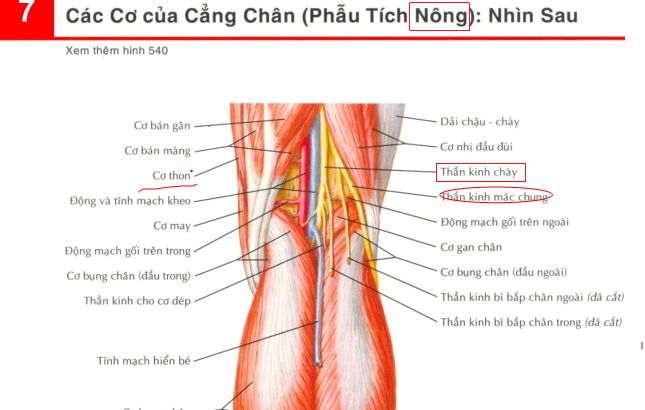 7
Các Cơ của Cẳng Chân (Phẫu Tích Nông): Nhìn Sau
Xem thêm hình 540
Cơ bán gân
Cơ bán màng
Cơ thon
Động và tĩnh mạch kheo
Cơ may
Động mạch gối trên trong
Cơ bụng chân (đầu trong)
Thần kinh cho cơ dép
Tĩnh mạch hiển bé
Dải chậu - chày
Cơ nhị đầu đùi
Thần kinh chày
Thần kinh mác chung
Động mạch gối trên ngoài
Cơ gan chân
Cơ bụng chân (đầu ngoài)
Thần kinh bì bắp chân ngoài (đã cắt)
Thần kinh bì bắp chân trong (đã cắt)